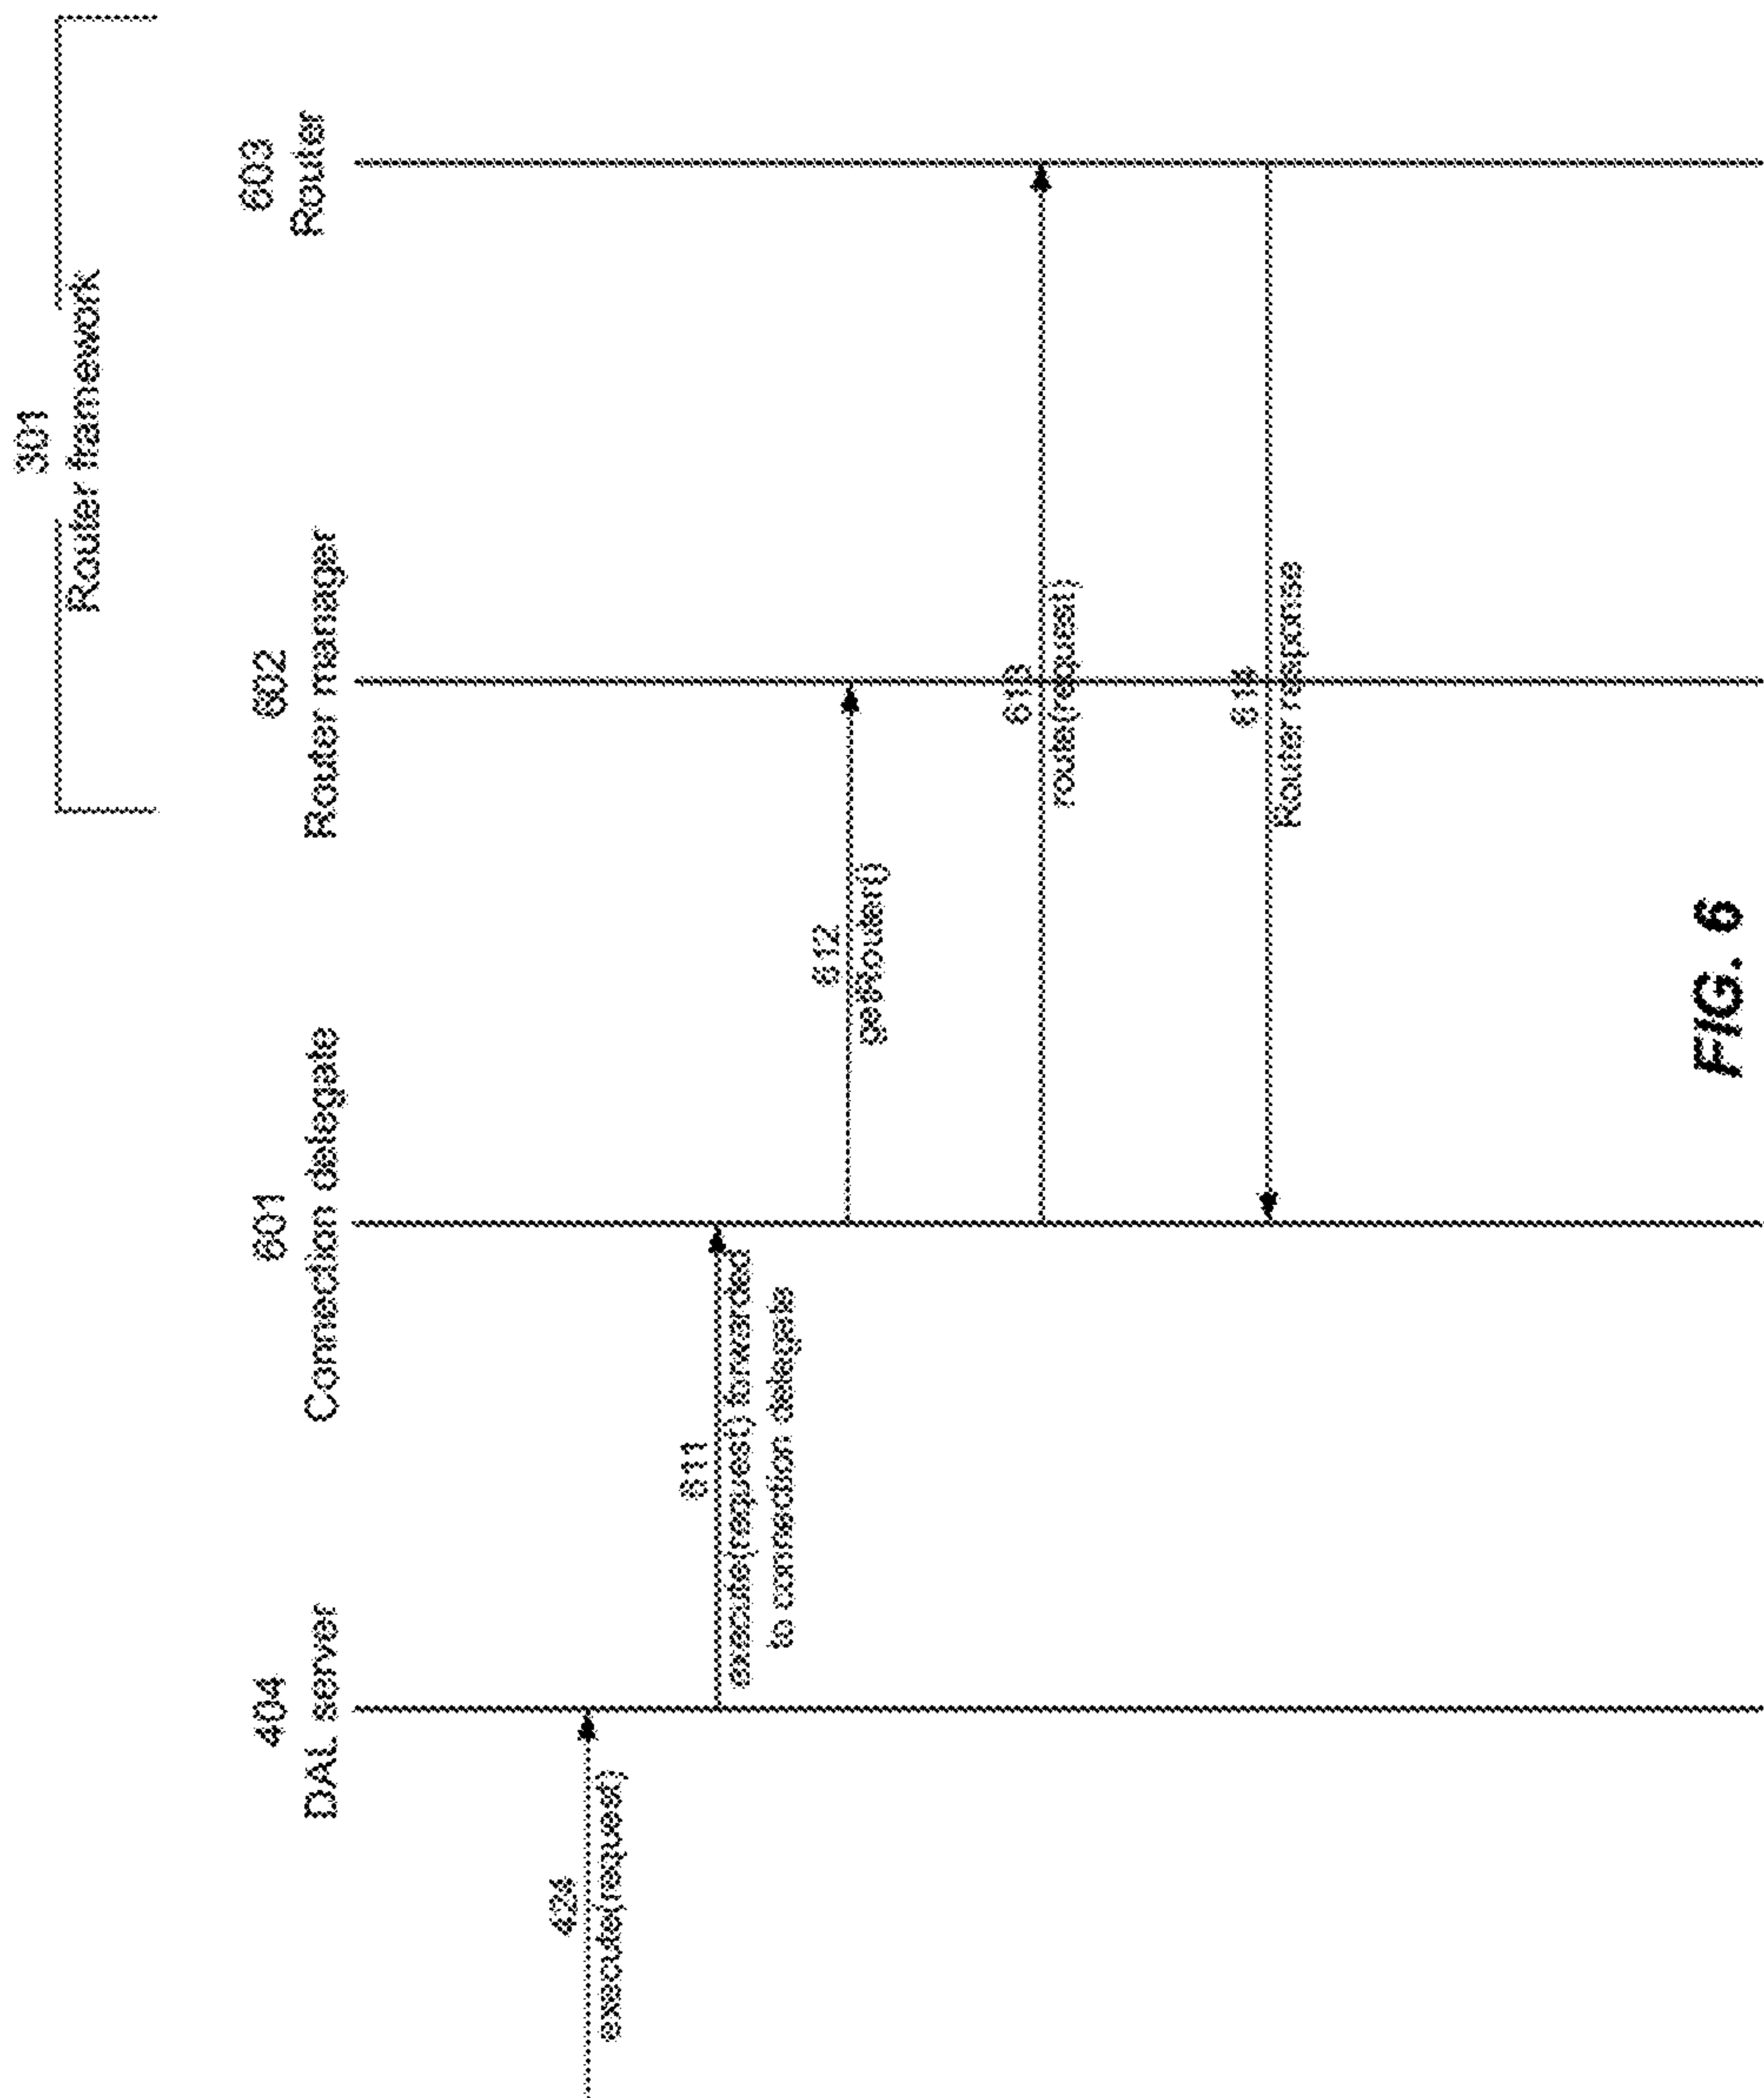 301
Router framework
404
DAL server
601
Connection delegate
602
Router manager
603
Router
424
execute(request)
611
execute(request) forwarded
to connection delegate
612
getRouter()
613
route(request)
614
Router response
FIG. 6